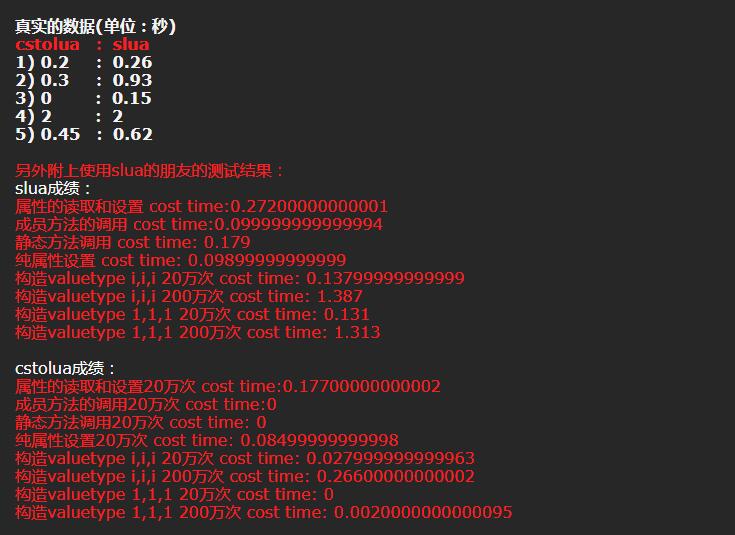 真实的数据(单位：秒)
cstolua : slua
1) 0.2 : 0.26
2) 0.3 : 0.93
3) 0 : 0.15
4) 2 : 2
5) 0.45 : 0.62
另外附上使用slua的朋友的测试结果：
slua成绩：
属性的读取和设置 cost time:0.27200000000001
成员方法的调用 cost time:0.099999999999994
静态方法调用 cost time: 0.179
纯属性设置 cost time: 0.09899999999999
构造valuetype i,i,i 20万次 cost time: 0.13799999999999
构造valuetype i,i,i 200万次 cost time: 1.387
构造valuetype 1,1,1 20万次 cost time: 0.131
构造valuetype 1,1,1 200万次 cost time: 1.313
cstolua成绩：
属性的读取和设置20万次 cost time:0.17700000000002
成员方法的调用20万次 cost time:0
静态方法调用20万次 cost time: 0
纯属性设置20万次 cost time: 0.08499999999998
构造valuetype i,i,i 20万次 cost time: 0.027999999999963
构造valuetype i,i,i 200万次 cost time: 0.26600000000002
构造valuetype 1,1,1 20万次 cost time: 0
构造valuetype 1,1,1 200万次 cost time: 0.0020000000000095